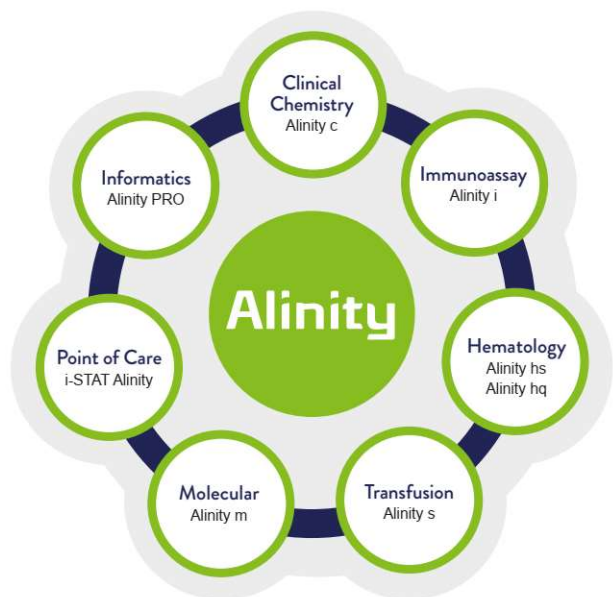 Clinical
Chemistry
Alinity c
Immunoassay
Alinity i
Hematology
Alinity hs
Alinity hq
Transfusion
Alinity s
Molecular
Alinity m
Point of Care
i-STAT Alinity
Informatics
Alinity PRO
Alinity